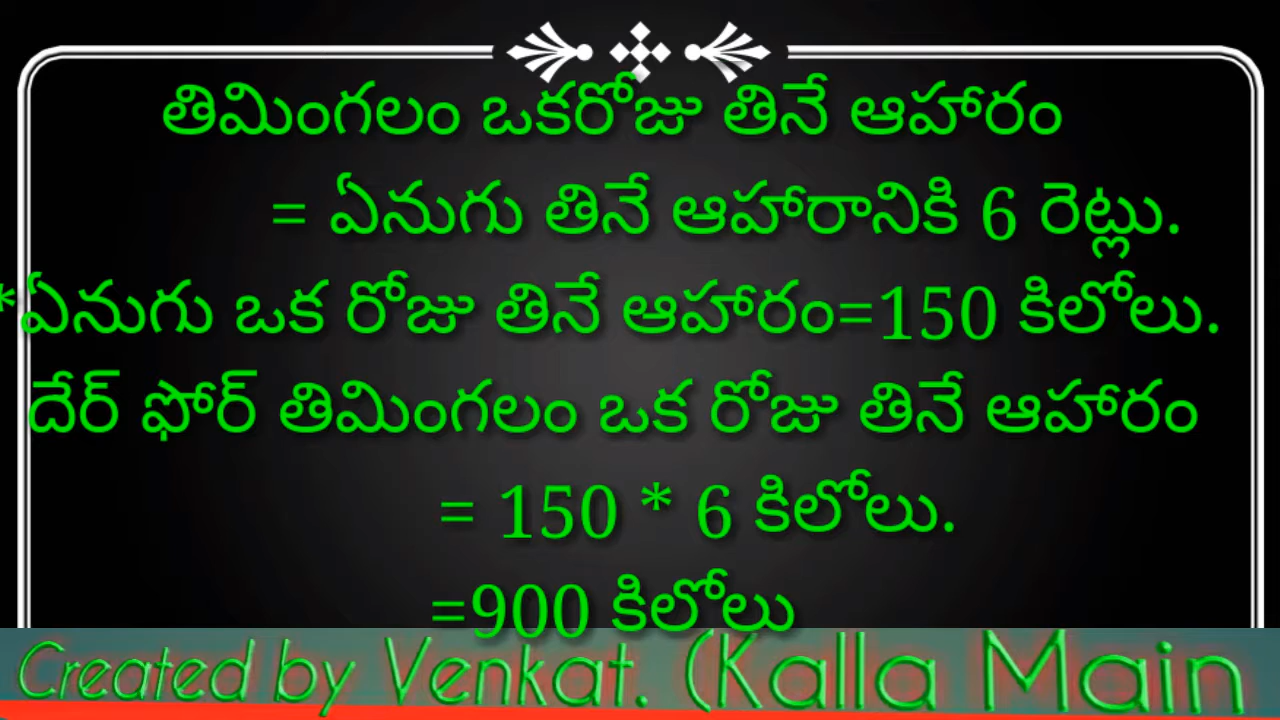 తిమింగలం ఒకరోజు తినే ఆహారం
= ఏనుగు తినే ఆహారానికి 6 రెట్లు.
*ఏనుగు ఒక రోజు తినే ఆహారం=150 కిలోలు.
దేర్ ఫోర్ తిమింగలం ఒక రోజు తినే ఆహారం
= 150 * 6 కిలోలు.
=900 కిలోలు
Created by Venkat. (Kalla Main